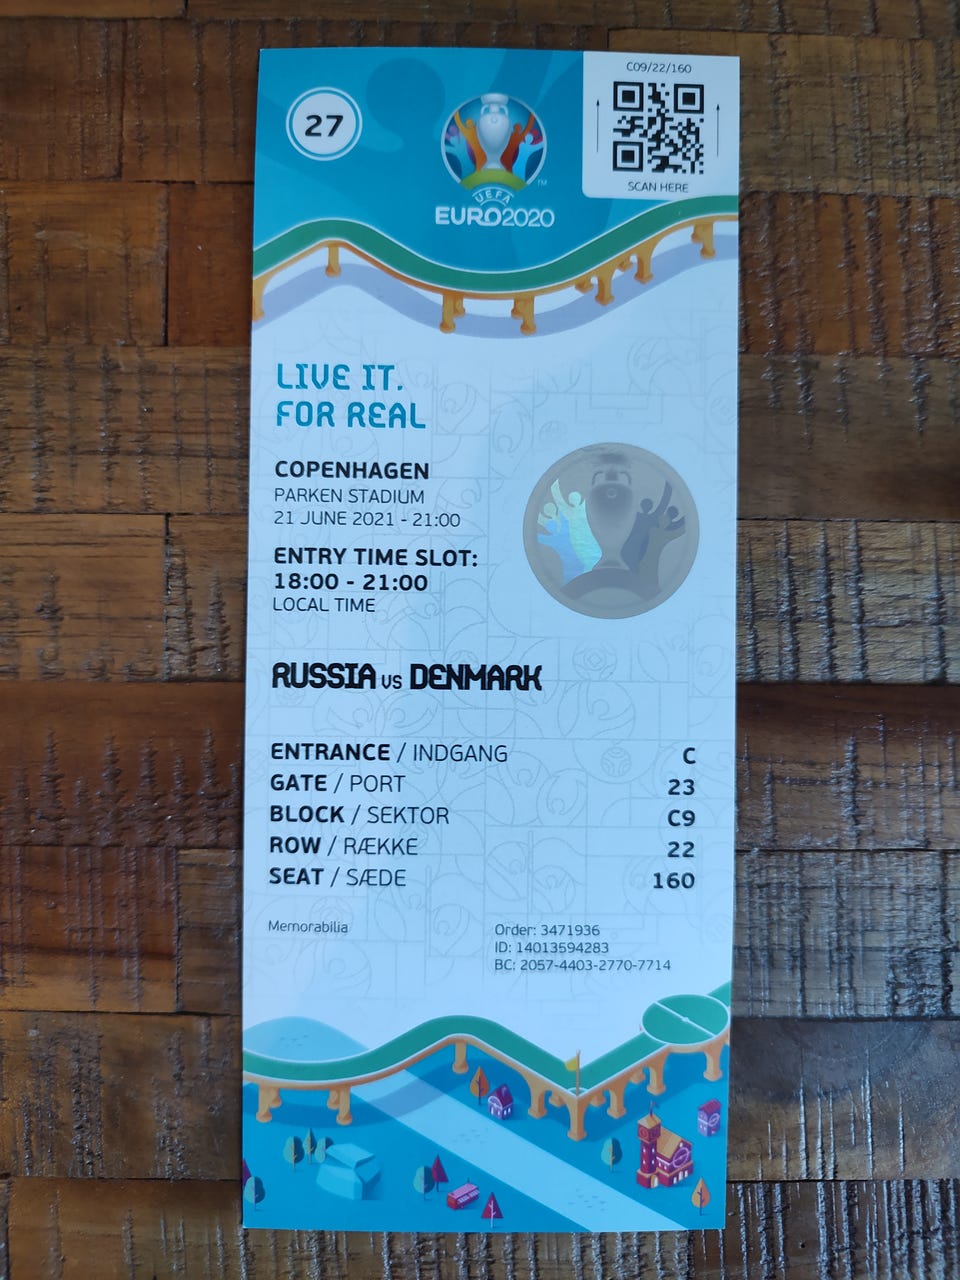 27
UEFA
EURO2020
™
C09/22/160
SCAN HERE
LIVE IT.
FOR REAL
COPENHAGEN
PARKEN STADIUM
21 JUNE 2021 - 21:00
ENTRY TIME SLOT:
18:00 - 21:00
LOCAL TIME
RUSSIA VS DENMARK
ENTRANCE / INDGANG C
GATE / PORT 23
BLOCK / SEKTOR C9
ROW / RÆKKE 22
SEAT / SÆDE 160
Memorabilia
Order: 3471936
ID: 14013594283
BC: 2057-4403-2770-7714